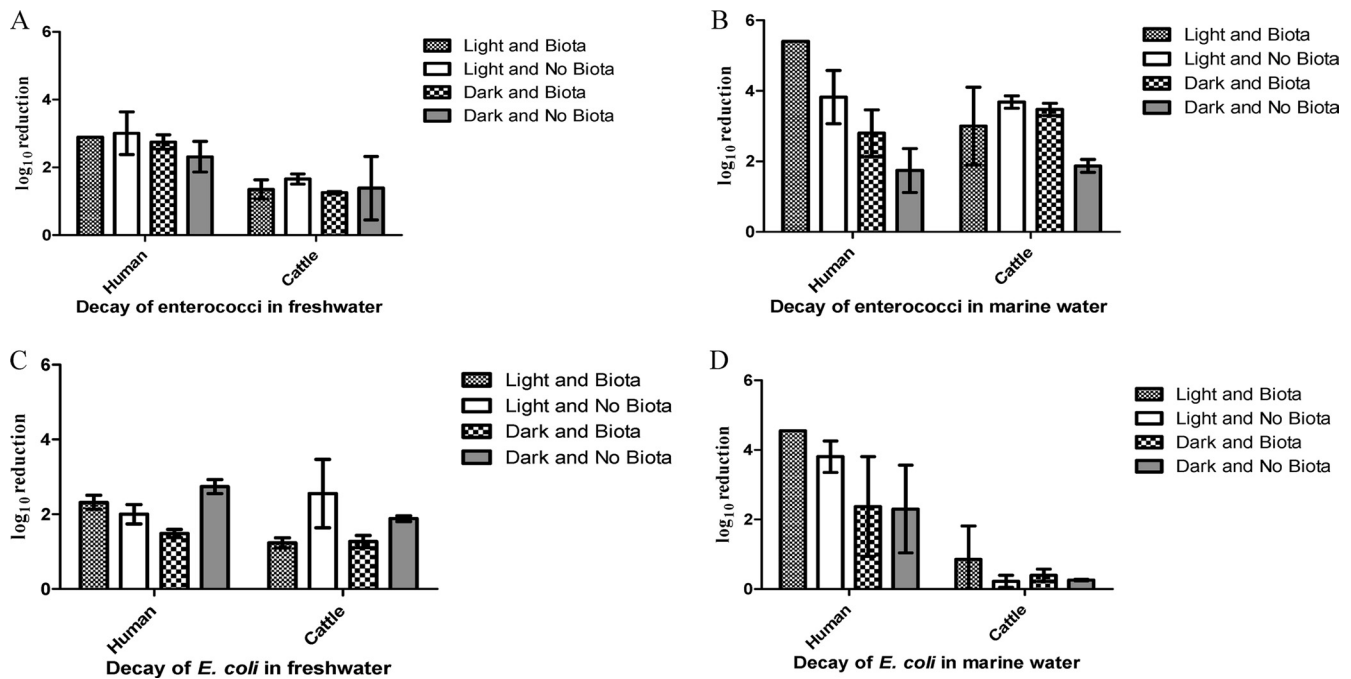 A
6
4
2
0
log10 reduction
Light and Biota
Light and No Biota
Dark and Biota
Dark and No Biota
Human
Cattle
Decay of enterococci in freshwater
B
6
4
2
0
log10 reduction
Light and Biota
Light and No Biota
Dark and Biota
Dark and No Biota
Human
Cattle
Decay of enterococci in marine water
C
6
4
2
0
log10 reduction
Light and Biota
Light and No Biota
Dark and Biota
Dark and No Biota
Human
Cattle
Decay of E. coli in freshwater
D
6
4
2
0
log10 reduction
Light and Biota
Light and No Biota
Dark and Biota
Dark and No Biota
Human
Cattle
Decay of E. coli in marine water